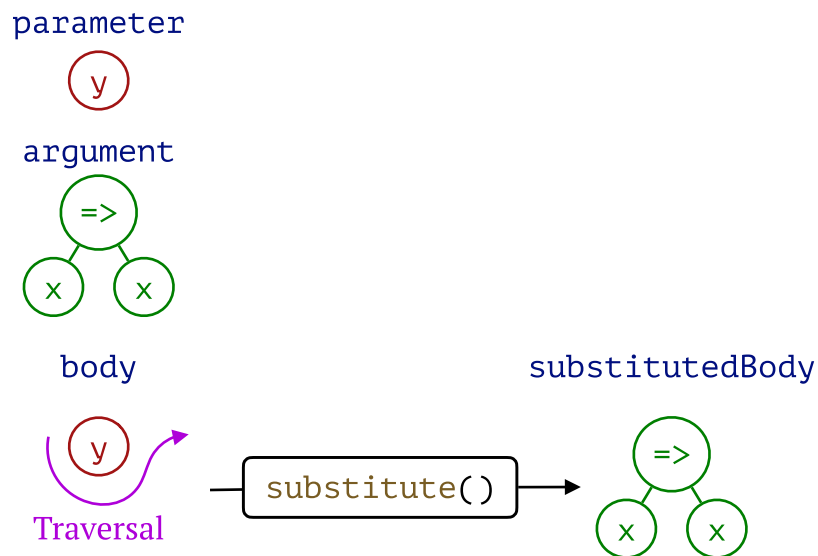 parameter
y
argument
=>
x x
body substitutedBody
y =>
substitute()
Traversal x x